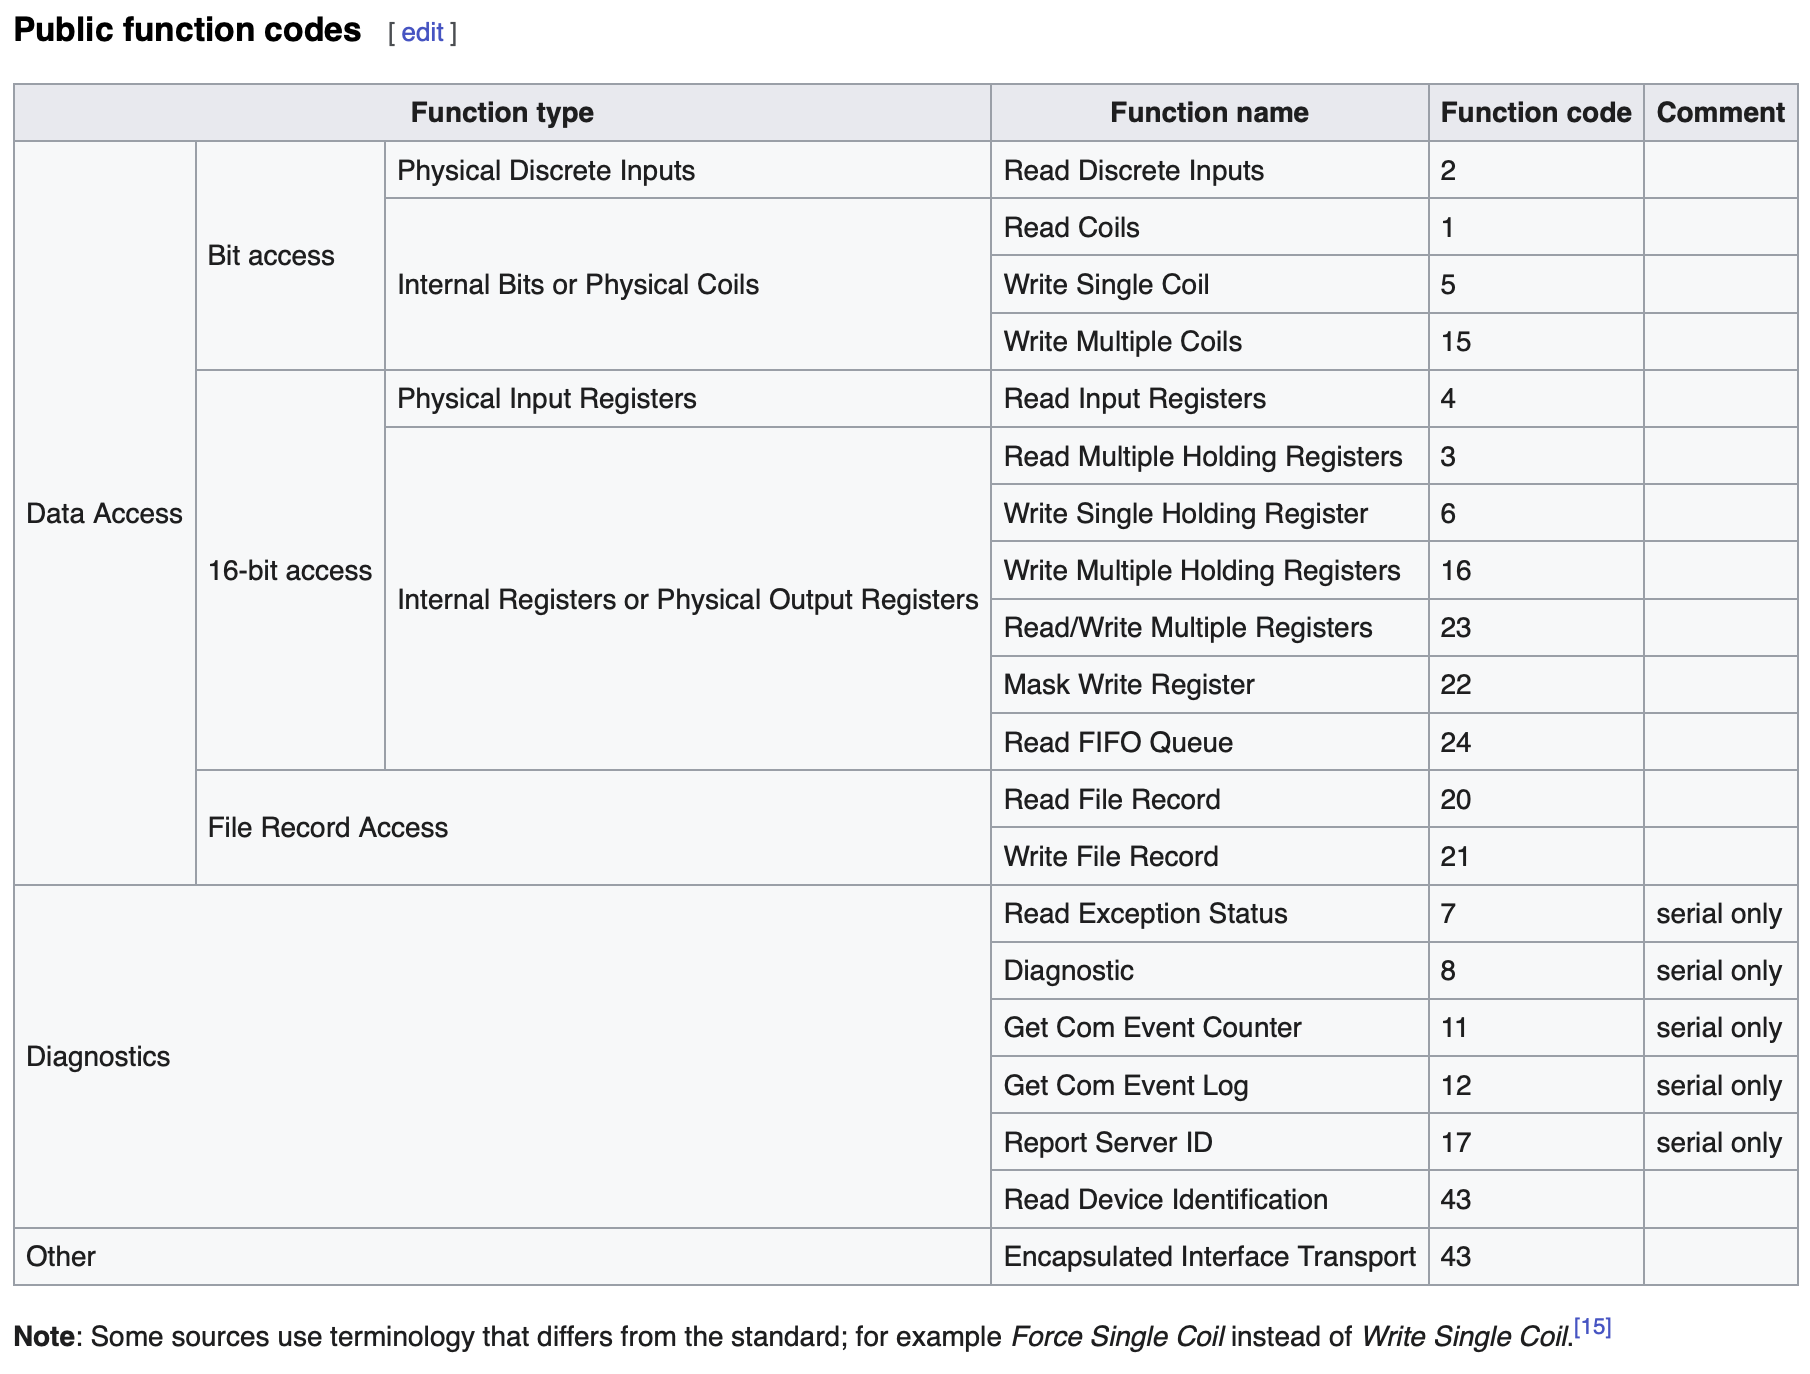 Public function codes [ edit ]
Function type Function name Function code Comment
Data Access Bit access Physical Discrete Inputs Read Discrete Inputs 2
Internal Bits or Physical Coils Read Coils 1
Write Single Coil 5
Write Multiple Coils 15
16-bit access Physical Input Registers Read Input Registers 4
Internal Registers or Physical Output Registers Read Multiple Holding Registers 3
Write Single Holding Register 6
Write Multiple Holding Registers 16
Read/Write Multiple Registers 23
Mask Write Register 22
Read FIFO Queue 24
File Record Access Read File Record 20
Write File Record 21
Diagnostics Read Exception Status 7 serial only
Diagnostic 8 serial only
Get Com Event Counter 11 serial only
Get Com Event Log 12 serial only
Report Server ID 17 serial only
Read Device Identification 43
Other Encapsulated Interface Transport 43
Note: Some sources use terminology that differs from the standard; for example Force Single Coil instead of Write Single Coil.[15]